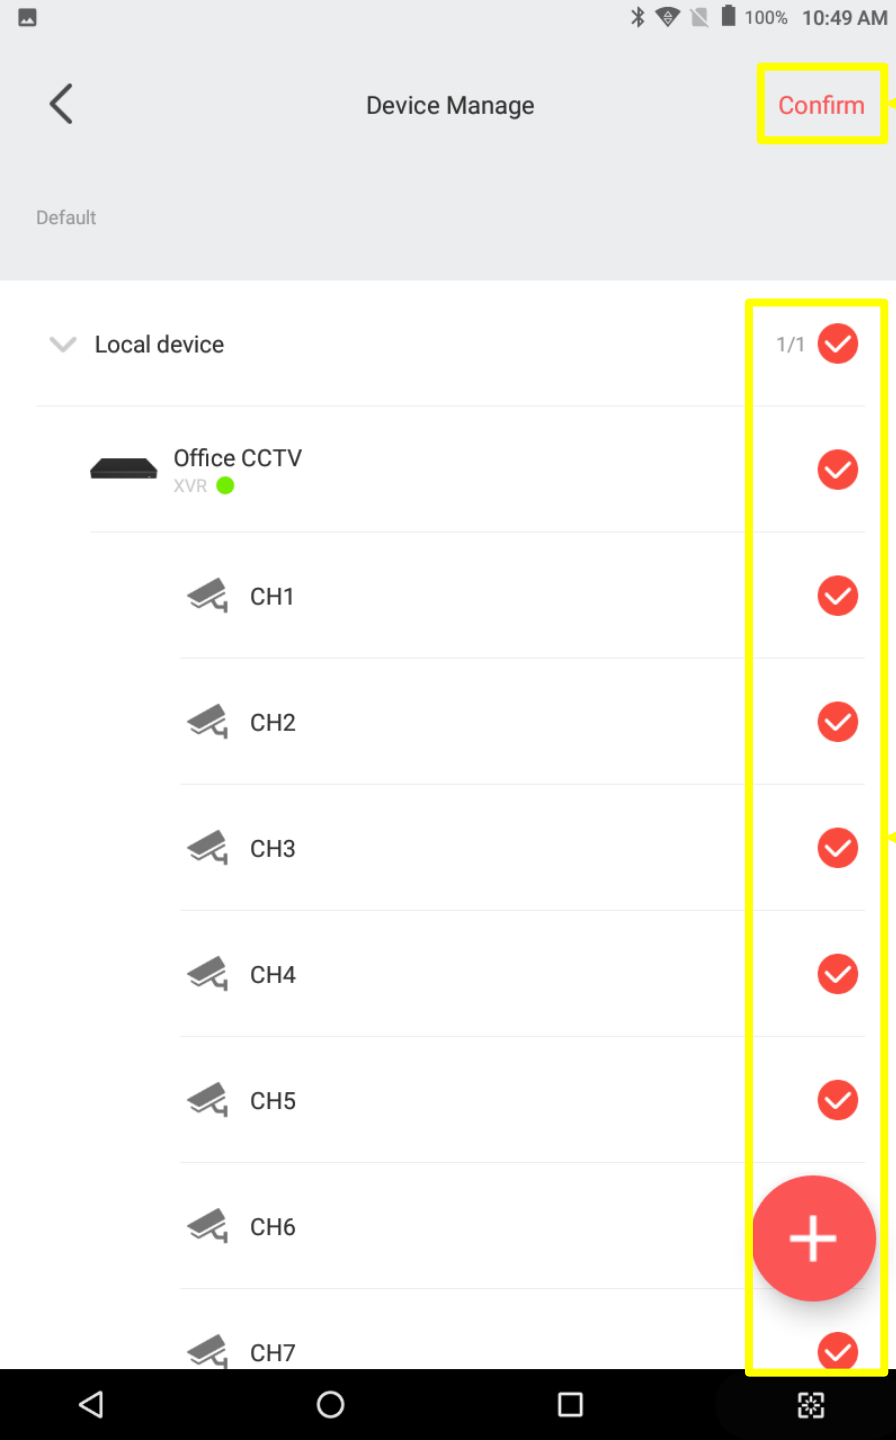 100% 10:49 AM
Device Manage
Confirm
Default
Local device
1/1
Office CCTV
XVR
CH1
CH2
CH3
CH4
CH5
CH6
CH7